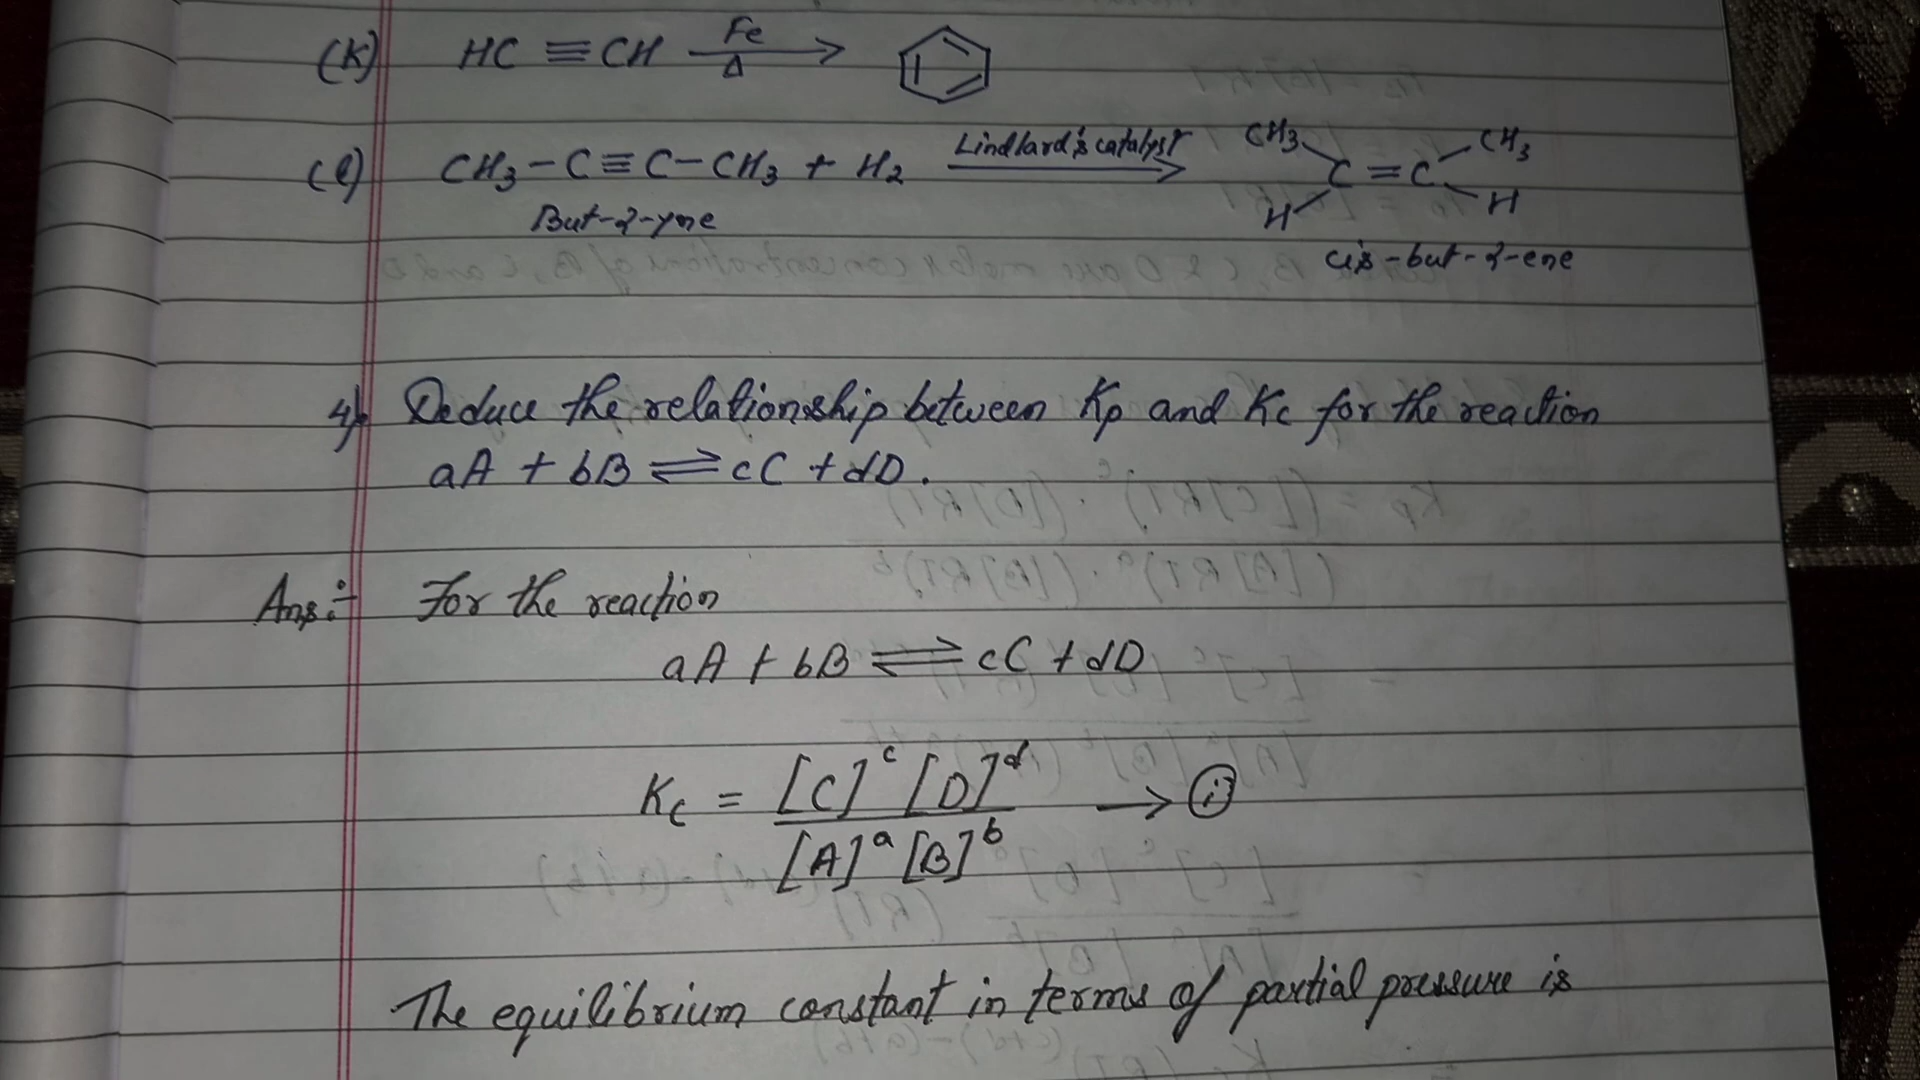 (K) HC ≡ CH Fe Δ →
(l) CH3 - C ≡ C - CH3 + H2 Lindlard's catalyst → CH3 CH3 C = C H H
But-2-yne
cis-but-2-ene
4) Deduce the relationship between Kp and Kc for the reaction
aA + bB ⇌ cC + dD.
Ans:- For the reaction
aA + bB ⇌ cC + dD
Kc = [C]^c [D]^d / [A]^a [B]^b → (i)
The equilibrium constant in terms of partial pressure is